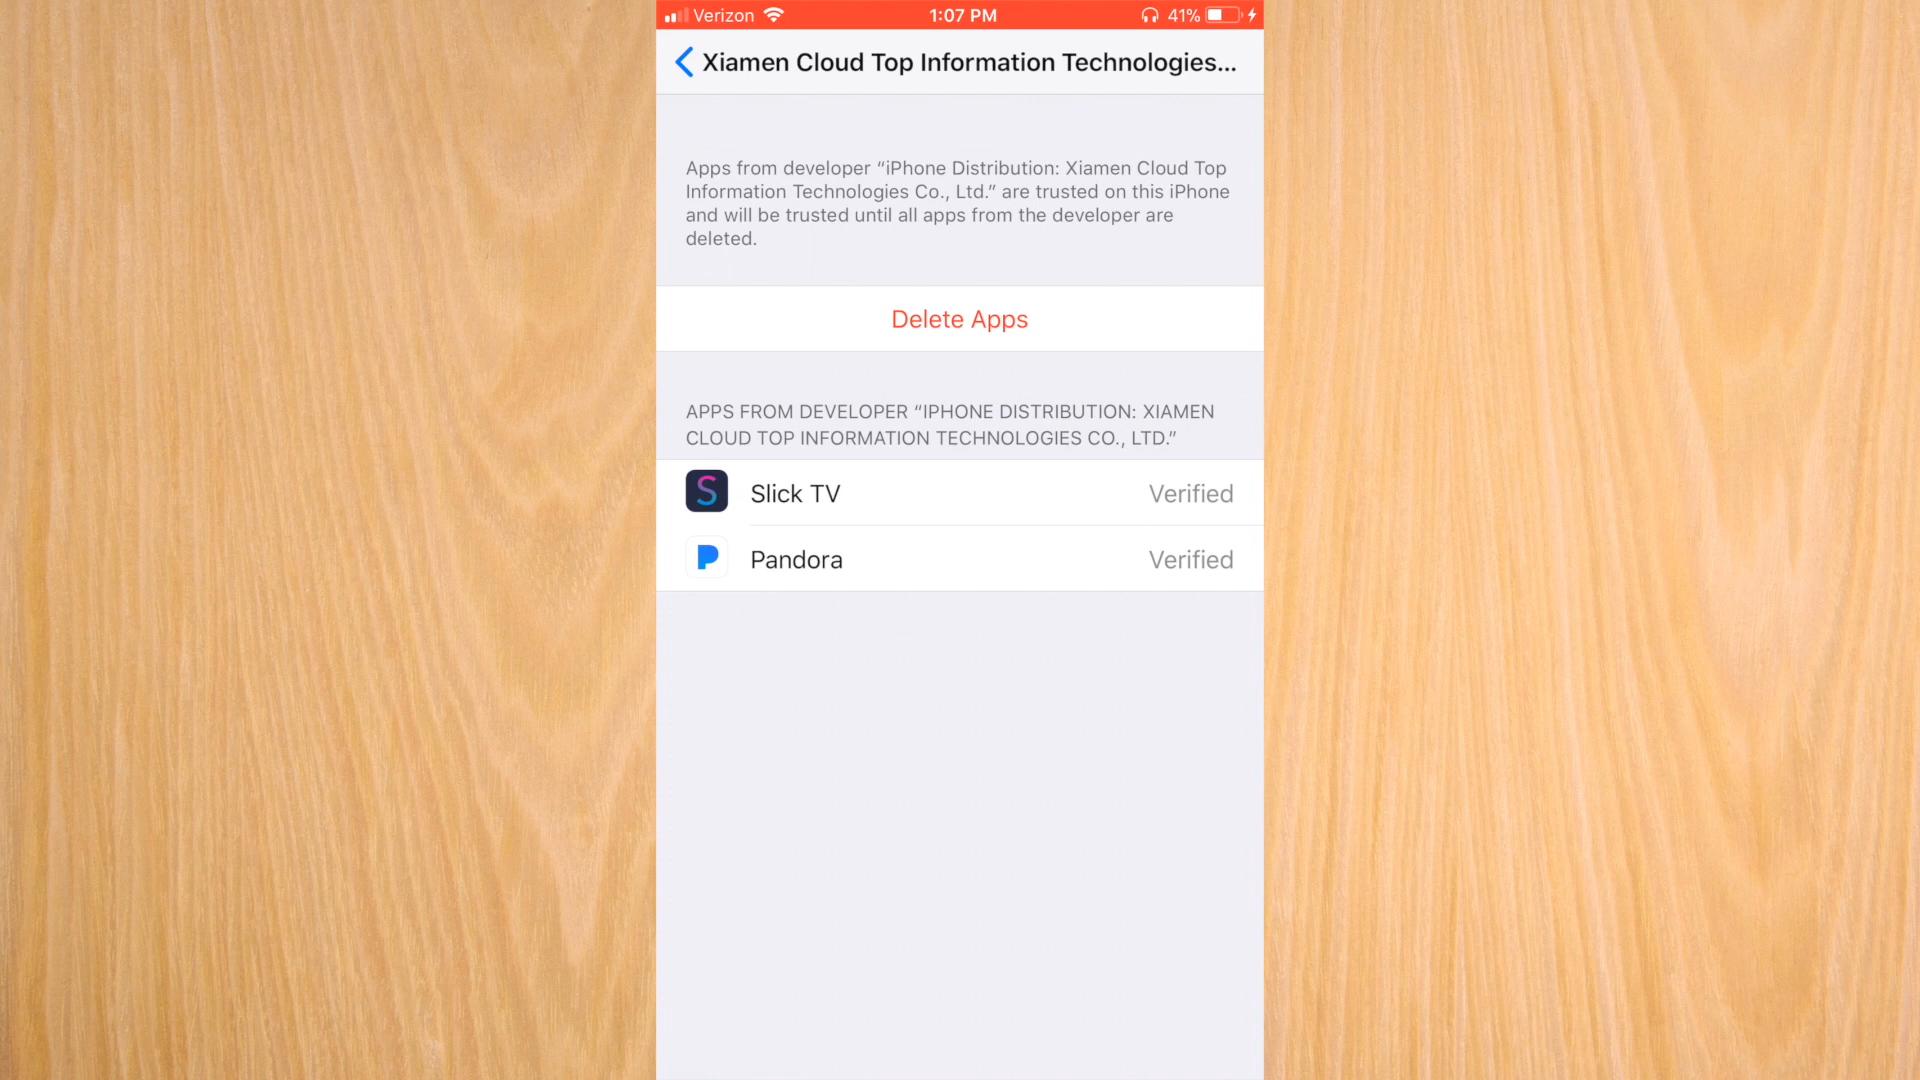 Verizon 1:07 PM 41%
Xiamen Cloud Top Information Technologies...
Apps from developer “iPhone Distribution: Xiamen Cloud Top
Information Technologies Co., Ltd.” are trusted on this iPhone
and will be trusted until all apps from the developer are
deleted.
Delete Apps
APPS FROM DEVELOPER “IPHONE DISTRIBUTION: XIAMEN
CLOUD TOP INFORMATION TECHNOLOGIES CO., LTD.”
S Slick TV Verified
P Pandora Verified